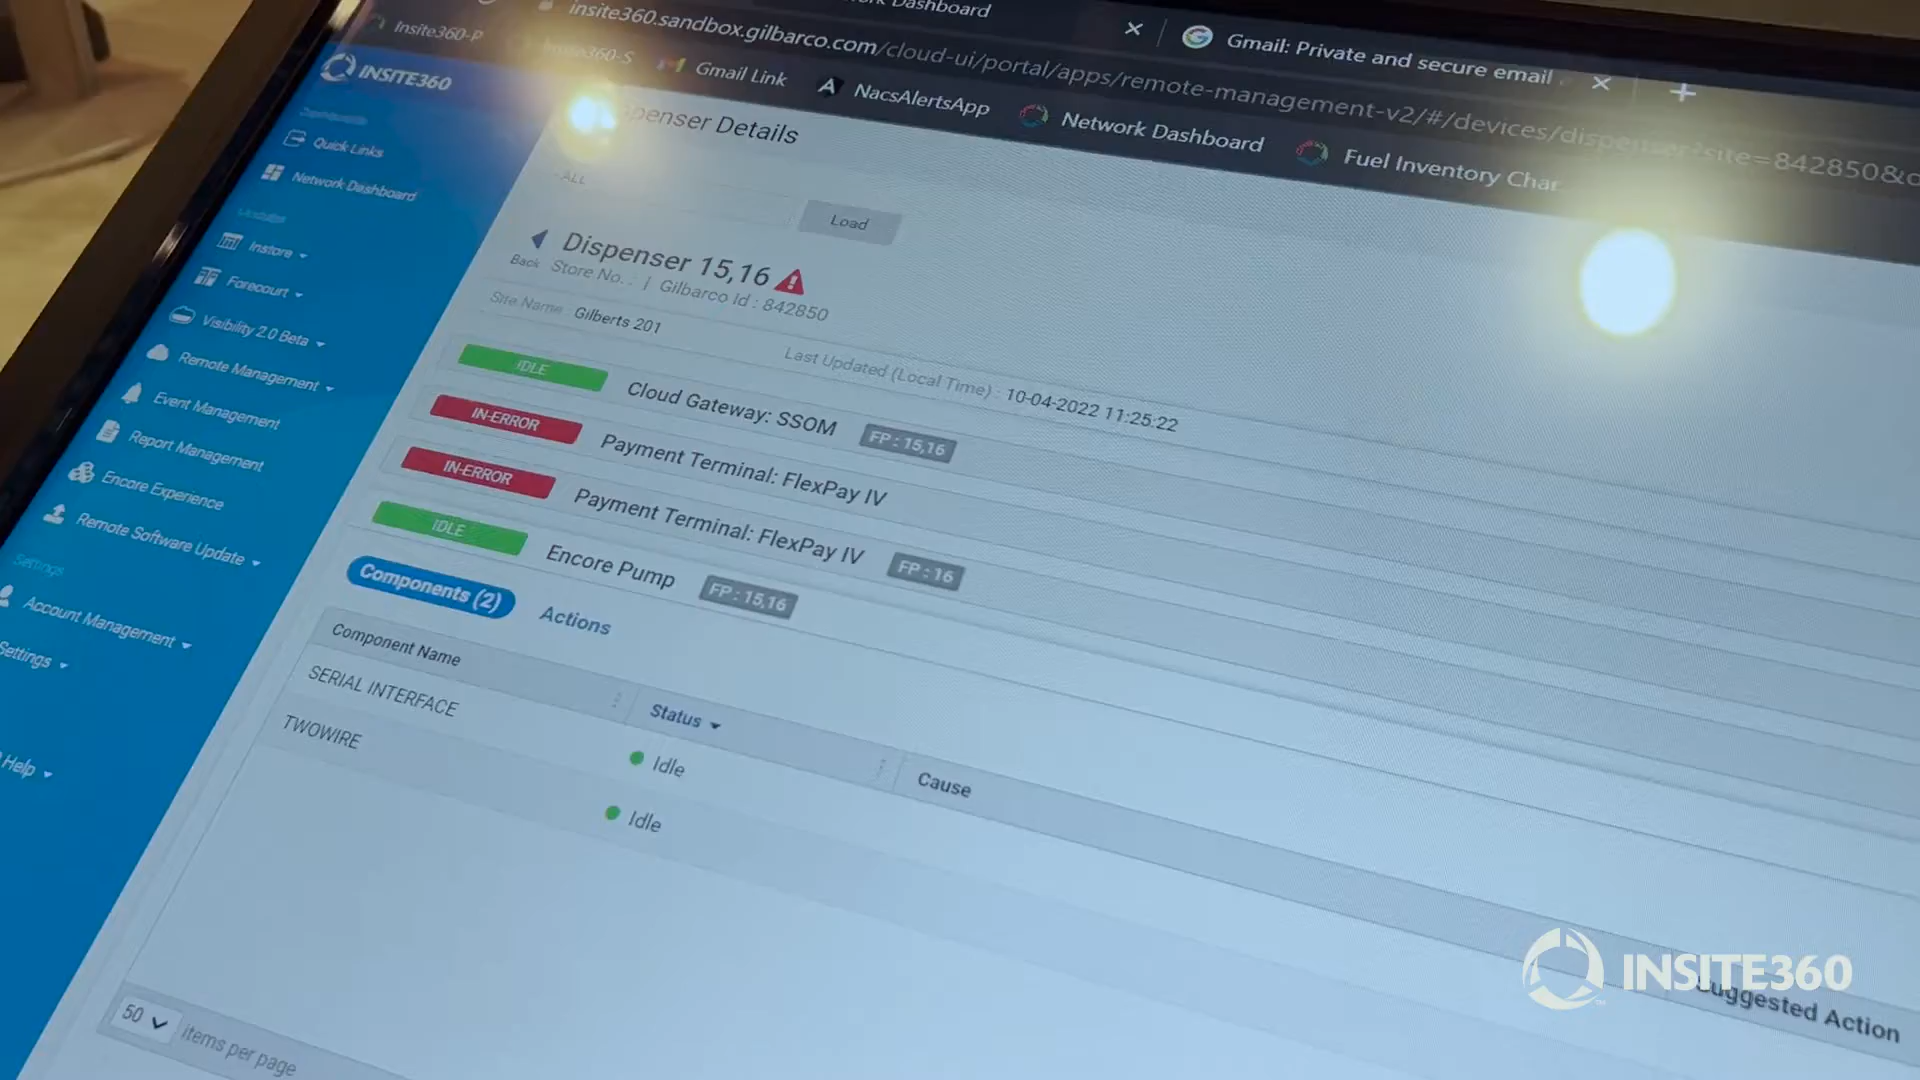 rk Dashboard
Gmail: Private and secure email
insite360.sandbox.gilbarco.com/cloud-ui/portal/apps/remote-management-v2/#/devices/dispenser?site=842850&
Insite360-P
Insite360-S
Gmail Link
NacsAlertsApp
Network Dashboard
Fuel Inventory Char
INSITE360
Dashboards
Quick Links
Network Dashboard
Modules
Instore
Forecourt
Visibility 2.0 Beta
Remote Management
Event Management
Report Management
Encore Experience
Remote Software Update
Settings
Account Management
Settings
Help
Dispenser Details
ALL
Load
Dispenser 15,16
Back
Store No. : | Gilbarco Id : 842850
Site Name : Gilberts 201
Last Updated (Local Time) : 10-04-2022 11:25:22
IDLE
Cloud Gateway: SSOM
FP : 15,16
IN-ERROR
Payment Terminal: FlexPay IV
IN-ERROR
Payment Terminal: FlexPay IV
FP : 16
IDLE
Encore Pump
FP : 15,16
Components (2)
Actions
Component Name
Status
Cause
Suggested Action
SERIAL INTERFACE
Idle
TWOWIRE
Idle
50
items per page
INSITE360